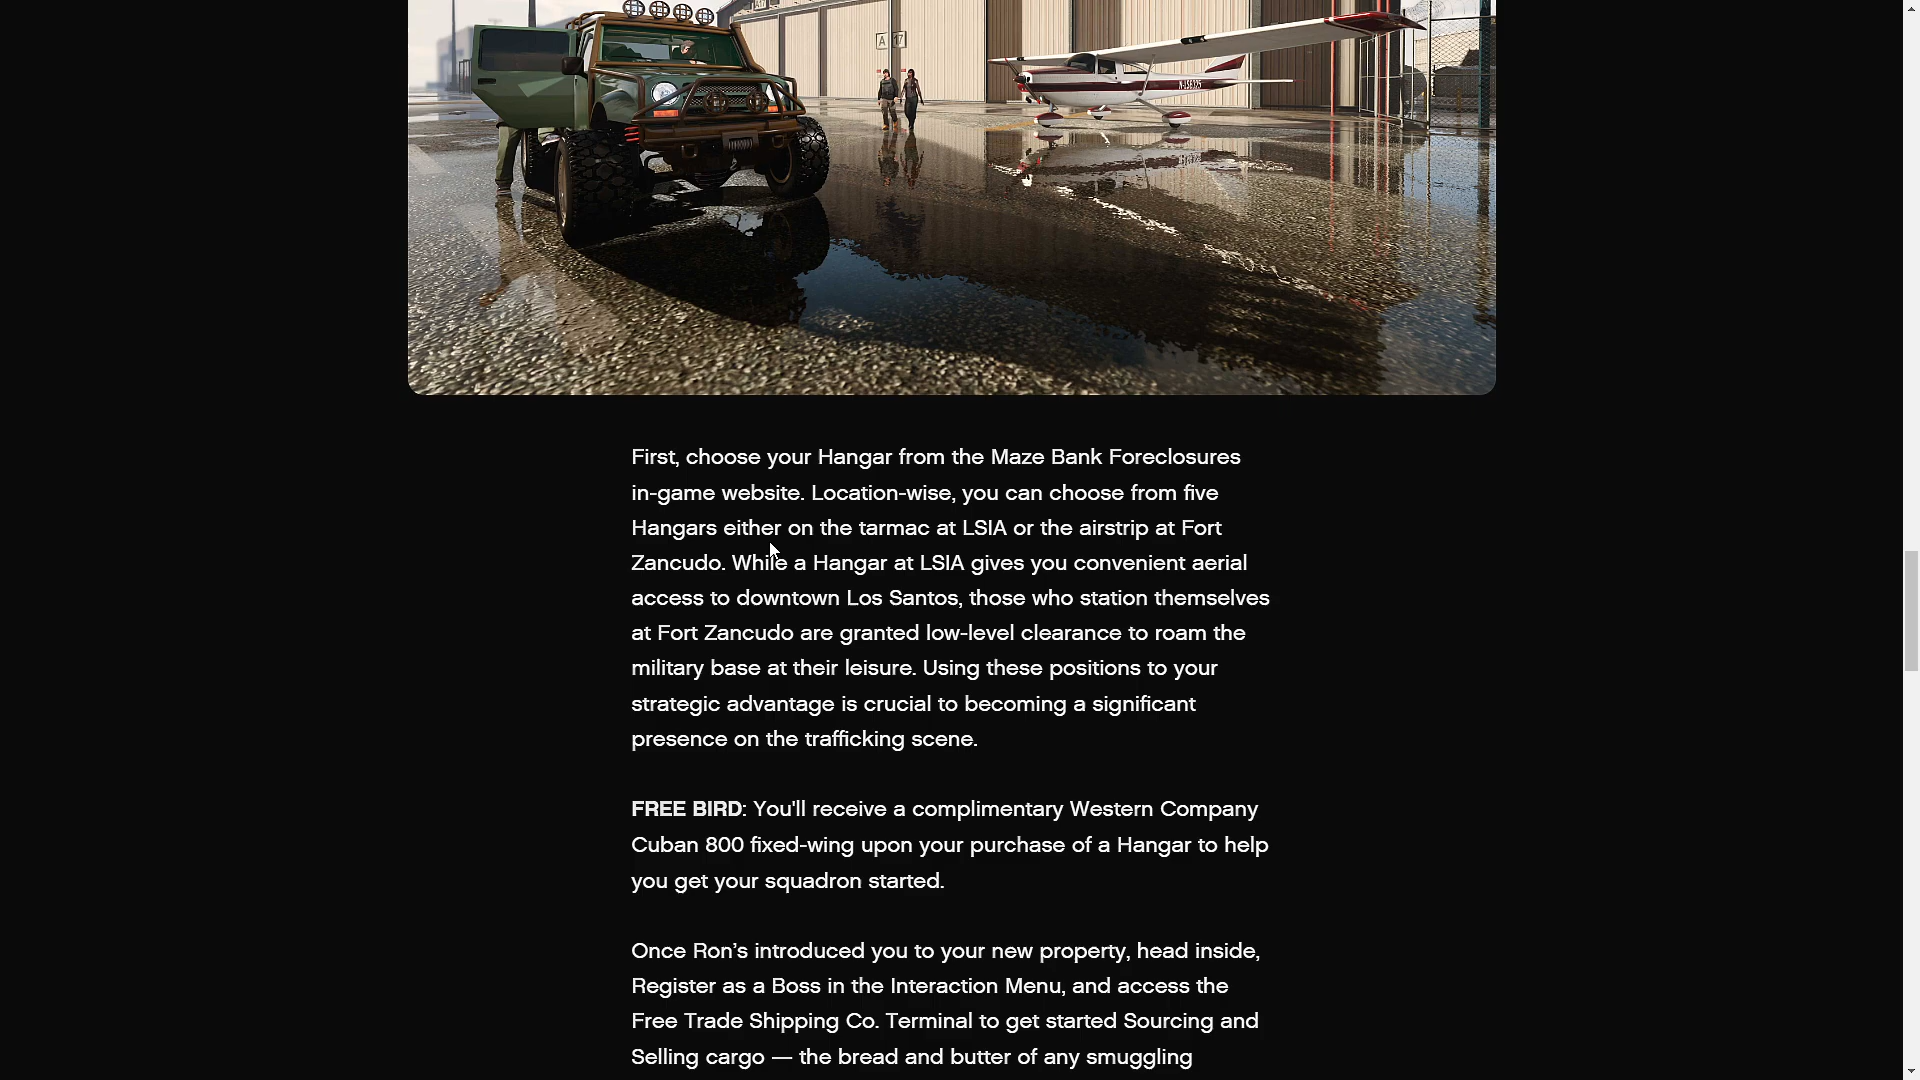 A 17
N-1S8325
First, choose your Hangar from the Maze Bank Foreclosures
in-game website. Location-wise, you can choose from five
Hangars either on the tarmac at LSIA or the airstrip at Fort
Zancudo. While a Hangar at LSIA gives you convenient aerial
access to downtown Los Santos, those who station themselves
at Fort Zancudo are granted low-level clearance to roam the
military base at their leisure. Using these positions to your
strategic advantage is crucial to becoming a significant
presence on the trafficking scene.
FREE BIRD: You'll receive a complimentary Western Company
Cuban 800 fixed-wing upon your purchase of a Hangar to help
you get your squadron started.
Once Ron’s introduced you to your new property, head inside,
Register as a Boss in the Interaction Menu, and access the
Free Trade Shipping Co. Terminal to get started Sourcing and
Selling cargo — the bread and butter of any smuggling